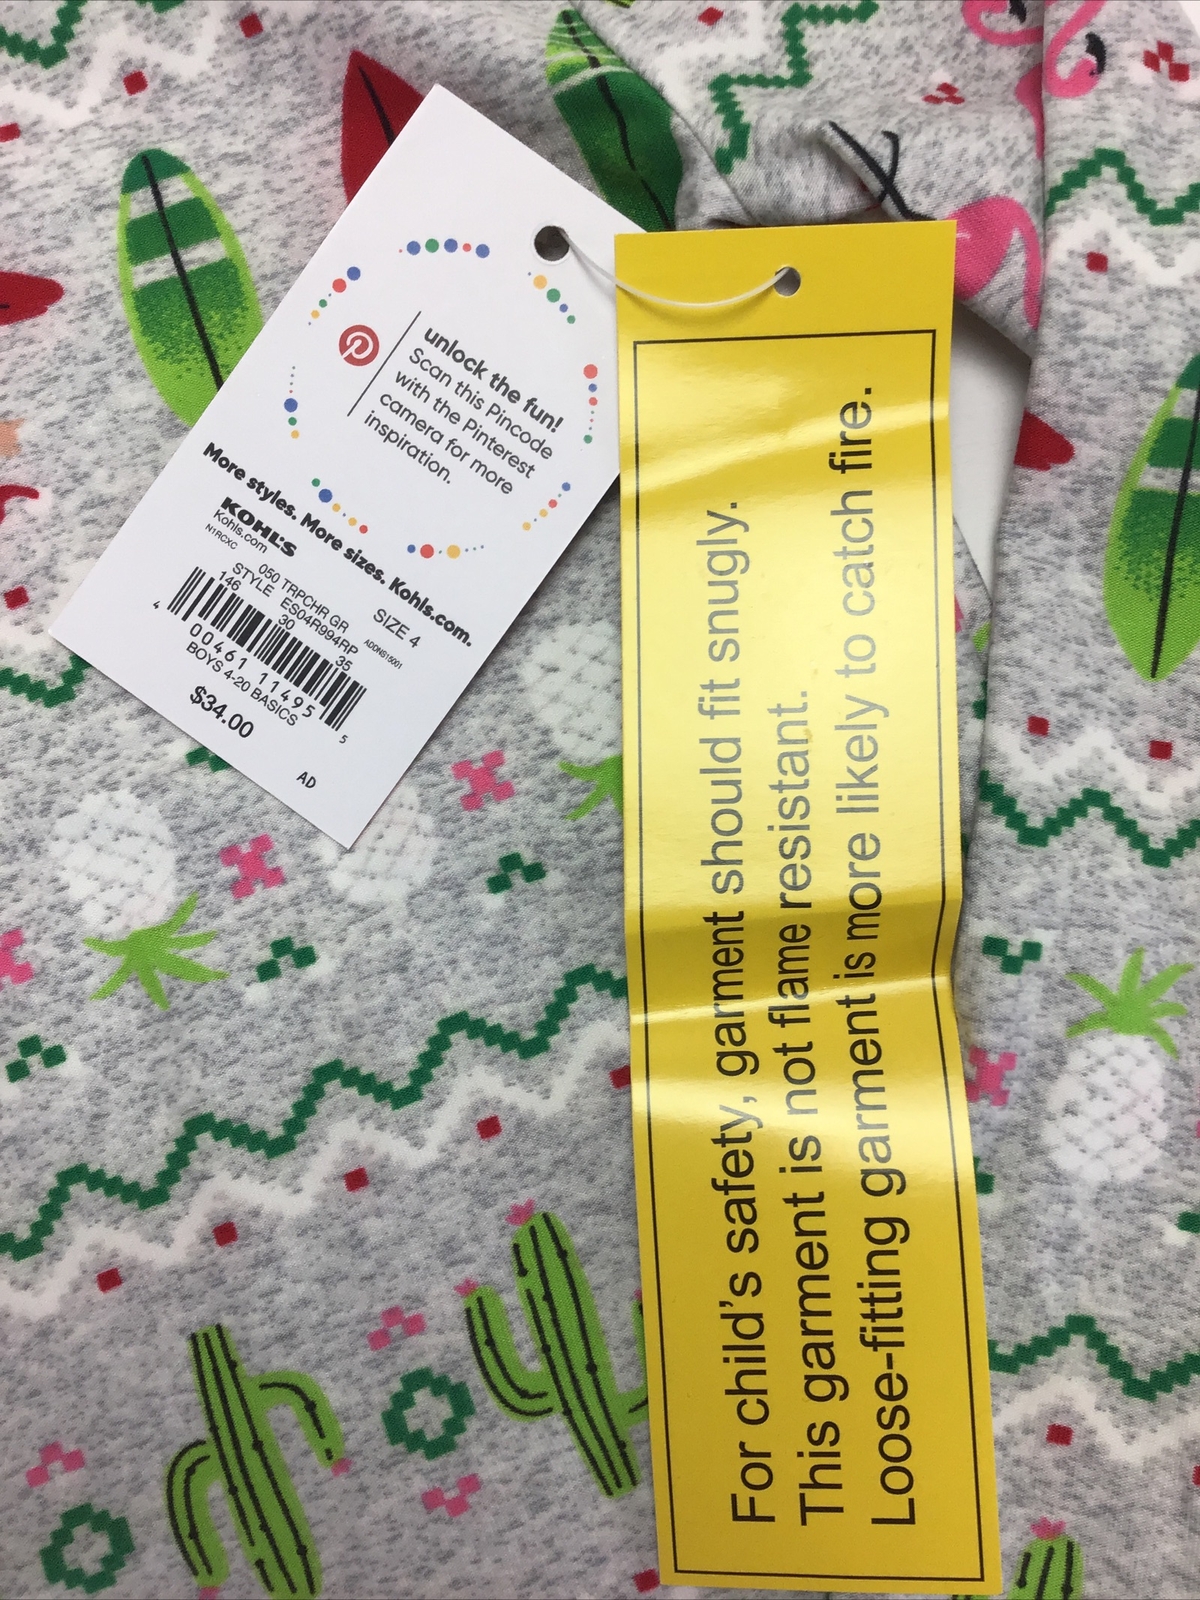 unlock the fun!
Scan this Pincode
with the Pinterest
camera for more
inspiration.
More styles. More sizes. Kohls.com.
KOHL'S
Kohls.com
N1RCXC
050 TRPCHR GR
STYLE ES04R994RP
146 30 35
SIZE 4
ADDNS15001
4 00461 11495 5
BOYS 4-20 BASICS
$34.00
AD
For child's safety, garment should fit snugly.
This garment is not flame resistant.
Loose-fitting garment is more likely to catch fire.